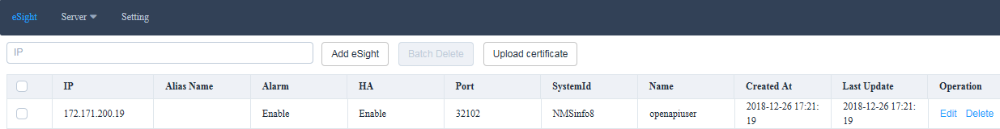 eSight Server Setting
IP Add eSight Batch Delete Upload certificate
IP Alias Name Alarm HA Port SystemId Name Created At Last Update Operation
172.171.200.19 Enable Enable 32102 NMSinfo8 openapiuser 2018-12-26 17:21: 2018-12-26 17:21: Edit Delete
19 19